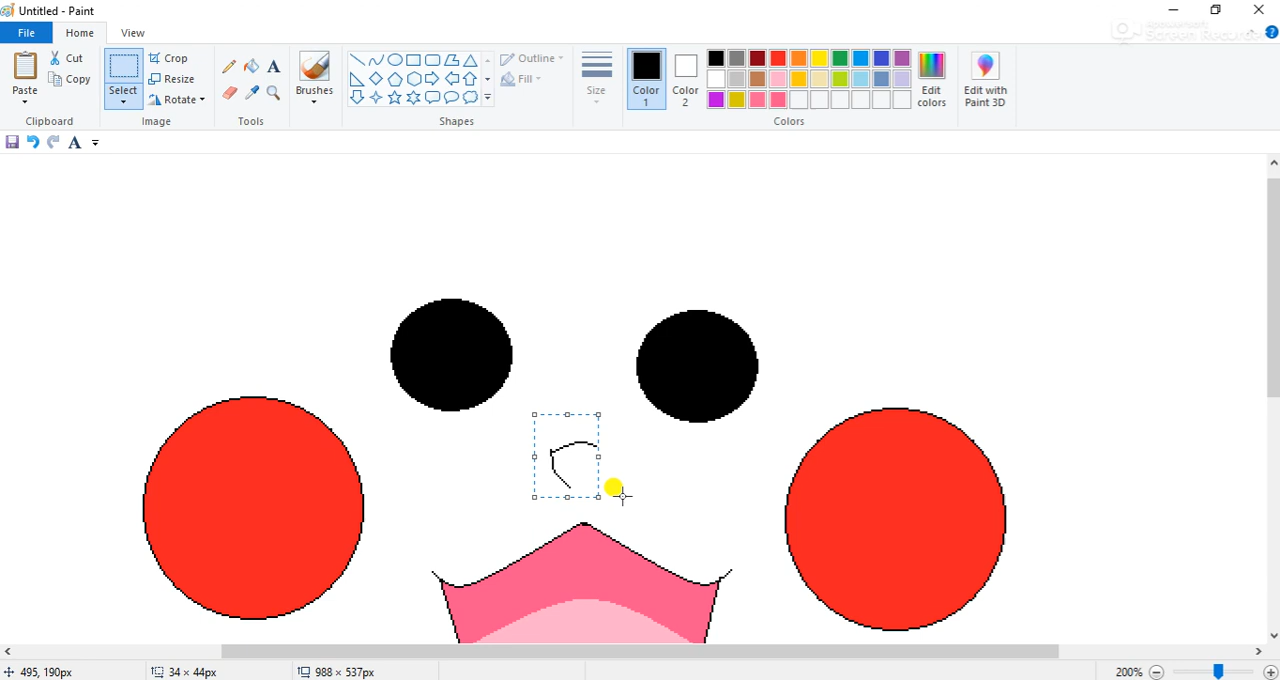 Untitled - Paint
File Home View
Paste
Cut
Copy
Clipboard
Select
Crop
Resize
Rotate
Image
Tools
Brushes
Shapes
Outline
Fill
Size
Color 1
Color 2
Colors
Edit colors
Edit with Paint 3D
Screen Recorder
495, 190px
34 × 44px
988 × 537px
200%